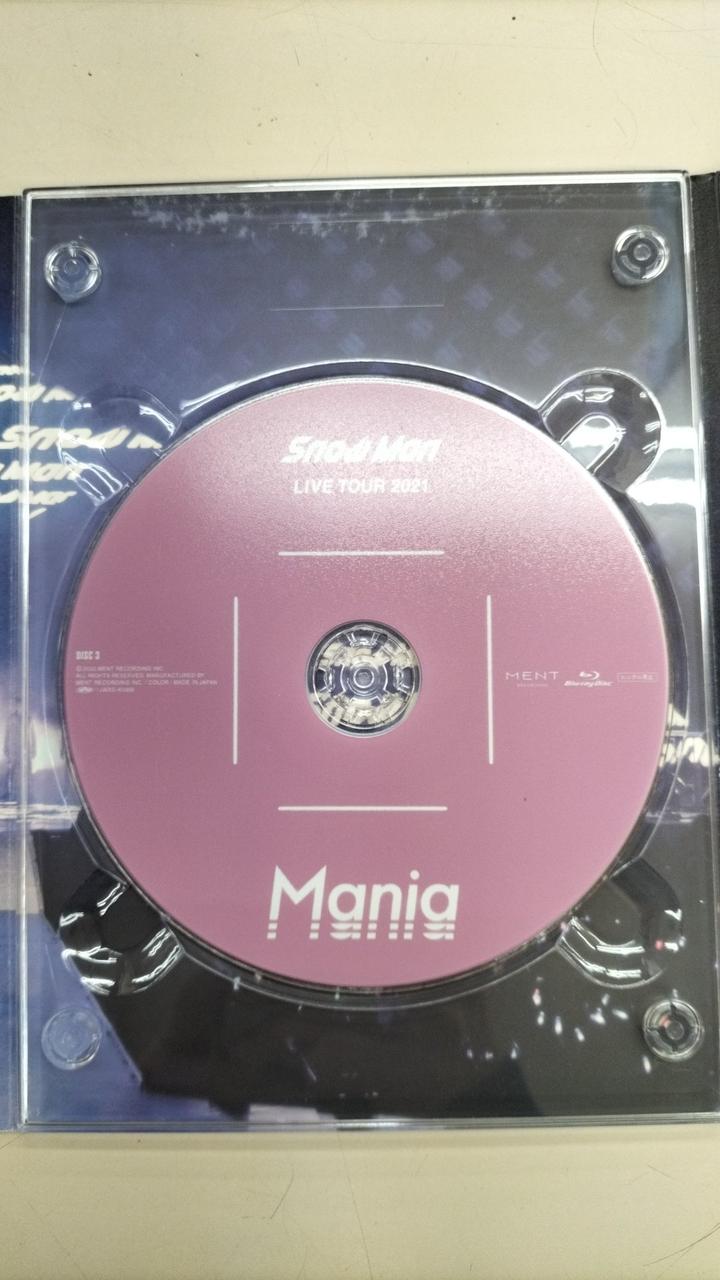 Snow Man
LIVE TOUR 2021
DISC 3
ALL RIGHTS RESERVED. MANUFACTURED BY
MENT RECORDING INC. / COLOR / MADE IN JAPAN
MENT
Blu-ray Disc
Mania